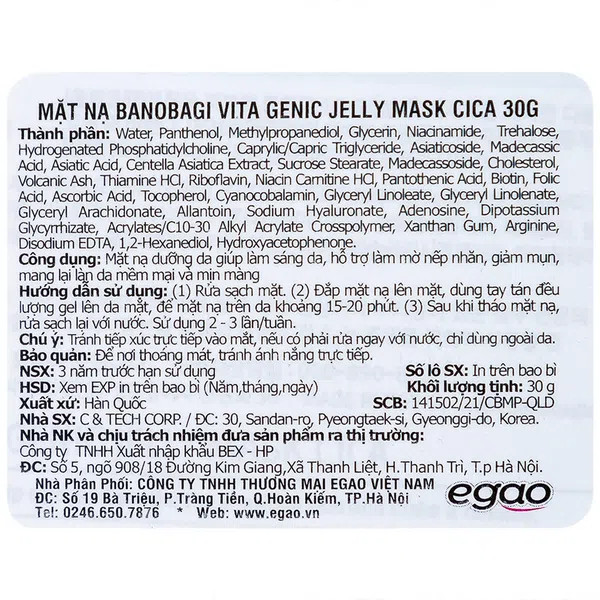 MẶT NẠ BANOBAGI VITA GENIC JELLY MASK CICA 30G
Thành phần: Water, Panthenol, Methylpropanediol, Glycerin, Niacinamide, Trehalose,
Hydrogenated Phosphatidylcholine, Caprylic/Capric Triglyceride, Asiaticoside, Madecassic
Acid, Asiatic Acid, Centella Asiatica Extract, Sucrose Stearate, Madecassoside, Cholesterol,
Volcanic Ash, Thiamine HCl, Riboflavin, Niacin Carnitine HCl, Pantothenic Acid, Biotin, Folic
Acid, Ascorbic Acid, Tocopherol, Cyanocobalamin, Glyceryl Linoleate, Glyceryl Linolenate,
Glyceryl Arachidonate, Allantoin, Sodium Hyaluronate, Adenosine, Dipotassium
Glycyrrhizate, Acrylates/C10-30 Alkyl Acrylate Crosspolymer, Xanthan Gum, Arginine,
Disodium EDTA, 1,2-Hexanediol, Hydroxyacetophenone.
Công dụng: Mặt nạ dưỡng da giúp làm sáng da, hỗ trợ làm mờ nếp nhăn, giảm mụn,
mang lại làn da mềm mại và mịn màng
Hướng dẫn sử dụng: (1) Rửa sạch mặt. (2) Đắp mặt nạ lên mặt, dùng tay tán đều
lượng gel lên da mắt, để mặt nạ trên da khoảng 15-20 phút. (3) Sau khi tháo mặt nạ,
rửa sạch lại với nước. Sử dụng 2 - 3 lần/tuần.
Chú ý: Tránh tiếp xúc trực tiếp vào mắt, nếu có phải rửa ngay với nước, chỉ dùng ngoài da.
Bảo quản: Để nơi thoáng mát, tránh ánh nắng trực tiếp.
NSX: 3 năm trước hạn sử dụng Số lô SX: In trên bao bì
HSD: Xem EXP in trên bao bì (Năm,tháng,ngày) Khối lượng tịnh: 30 g
Xuất xứ: Hàn Quốc SCB: 141502/21/CBMP-QLD
Nhà SX: C & TECH CORP. / ĐC: 30, Sandan-ro, Pyeongtaek-si, Gyeonggi-do, Korea.
Nhà NK và chịu trách nhiệm đưa sản phẩm ra thị trường:
Công ty TNHH Xuất nhập khẩu BEX - HP
ĐC: Số 5, ngõ 908/18 Đường Kim Giang,Xã Thanh Liệt, H.Thanh Trì, T.p Hà Nội.
Nhà Phân Phối: CÔNG TY TNHH THƯƠNG MẠI EGAO VIỆT NAM
ĐC: Số 19 Bà Triệu, P.Tràng Tiền, Q.Hoàn Kiếm, TP.Hà Nội
Tel: 0246.650.7876 * Web: www.egao.vn
egao